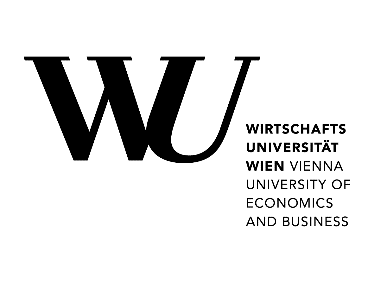 WU
WIRTSCHAFTS
UNIVERSITÄT
WIEN VIENNA
UNIVERSITY OF
ECONOMICS
AND BUSINESS